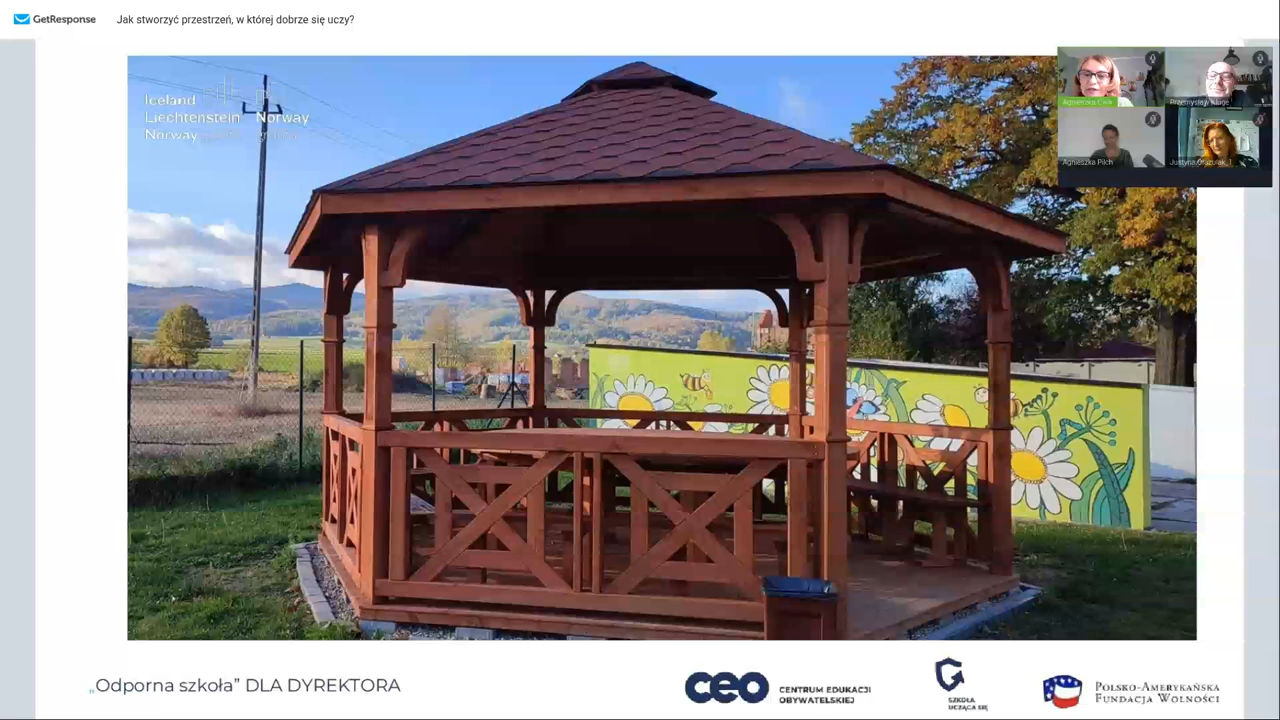 GetResponse
Jak stworzyć przestrzeń, w której dobrze się uczy?
Iceland
Liechtenstein Norway
Norway
Agnieszka Pilch
„Odporna szkoła” DLA DYREKTORA
ceo CENTRUM EDUKACJI
OBYWATELSKIEJ
SZKOŁA
UCZĄCA SIĘ
POLSKO-AMERYKAŃSKA
FUNDACJA WOLNOŚCI